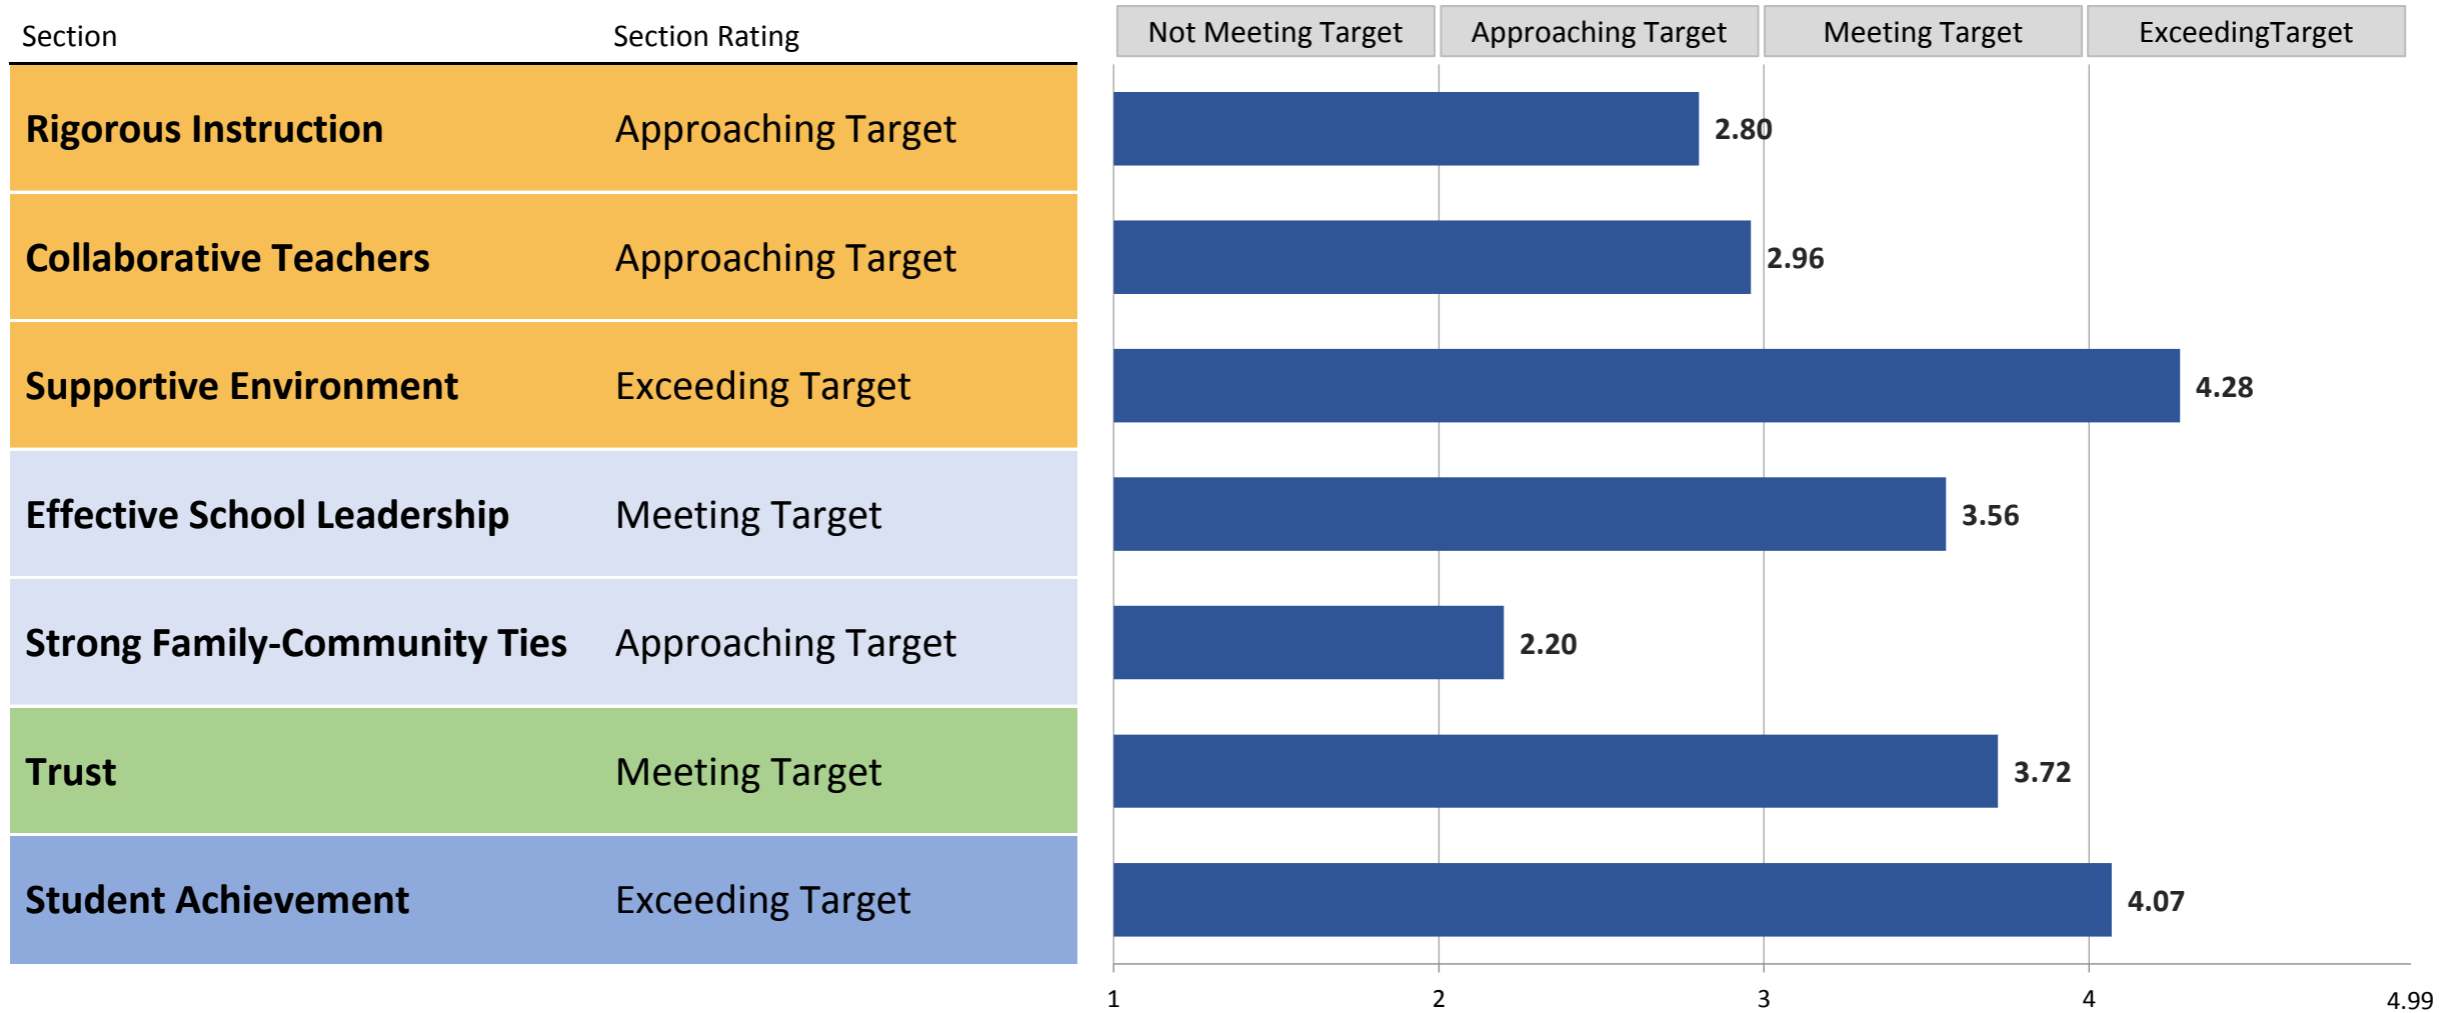 Section Section Rating Not Meeting Target Approaching Target Meeting Target ExceedingTarget
Rigorous Instruction Approaching Target 2.80
Collaborative Teachers Approaching Target 2.96
Supportive Environment Exceeding Target 4.28
Effective School Leadership Meeting Target 3.56
Strong Family-Community Ties Approaching Target 2.20
Trust Meeting Target 3.72
Student Achievement Exceeding Target 4.07
1 2 3 4 4.99